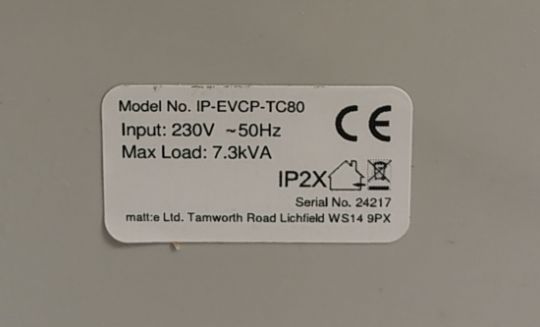 Model No. IP-EVCP-TC80
Input: 230V ~50Hz
Max Load: 7.3kVA
CE
IP2X
Serial No. 24217
matt:e Ltd. Tamworth Road Lichfield WS14 9PX